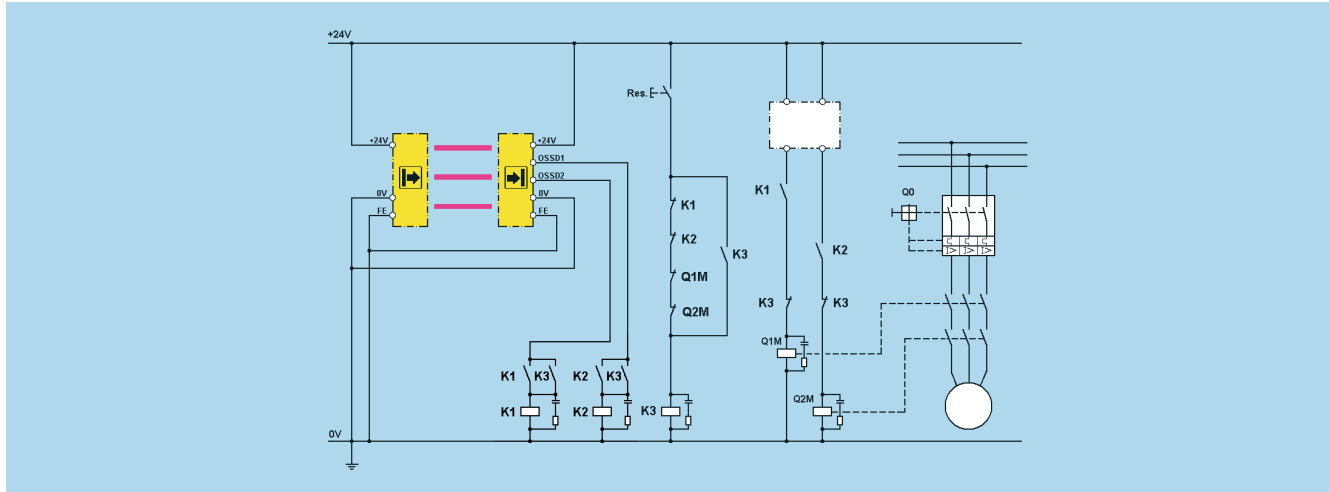 +24V
Res.
+24V
+24V
OSSD1
OSSD2
0V
0V
FE
FE
K1
K1
Q0
K2
K3
K2
Q1M
K3
K3
Q2M
Q1M
K1
K3
K2
K3
Q2M
K1
K2
K3
0V